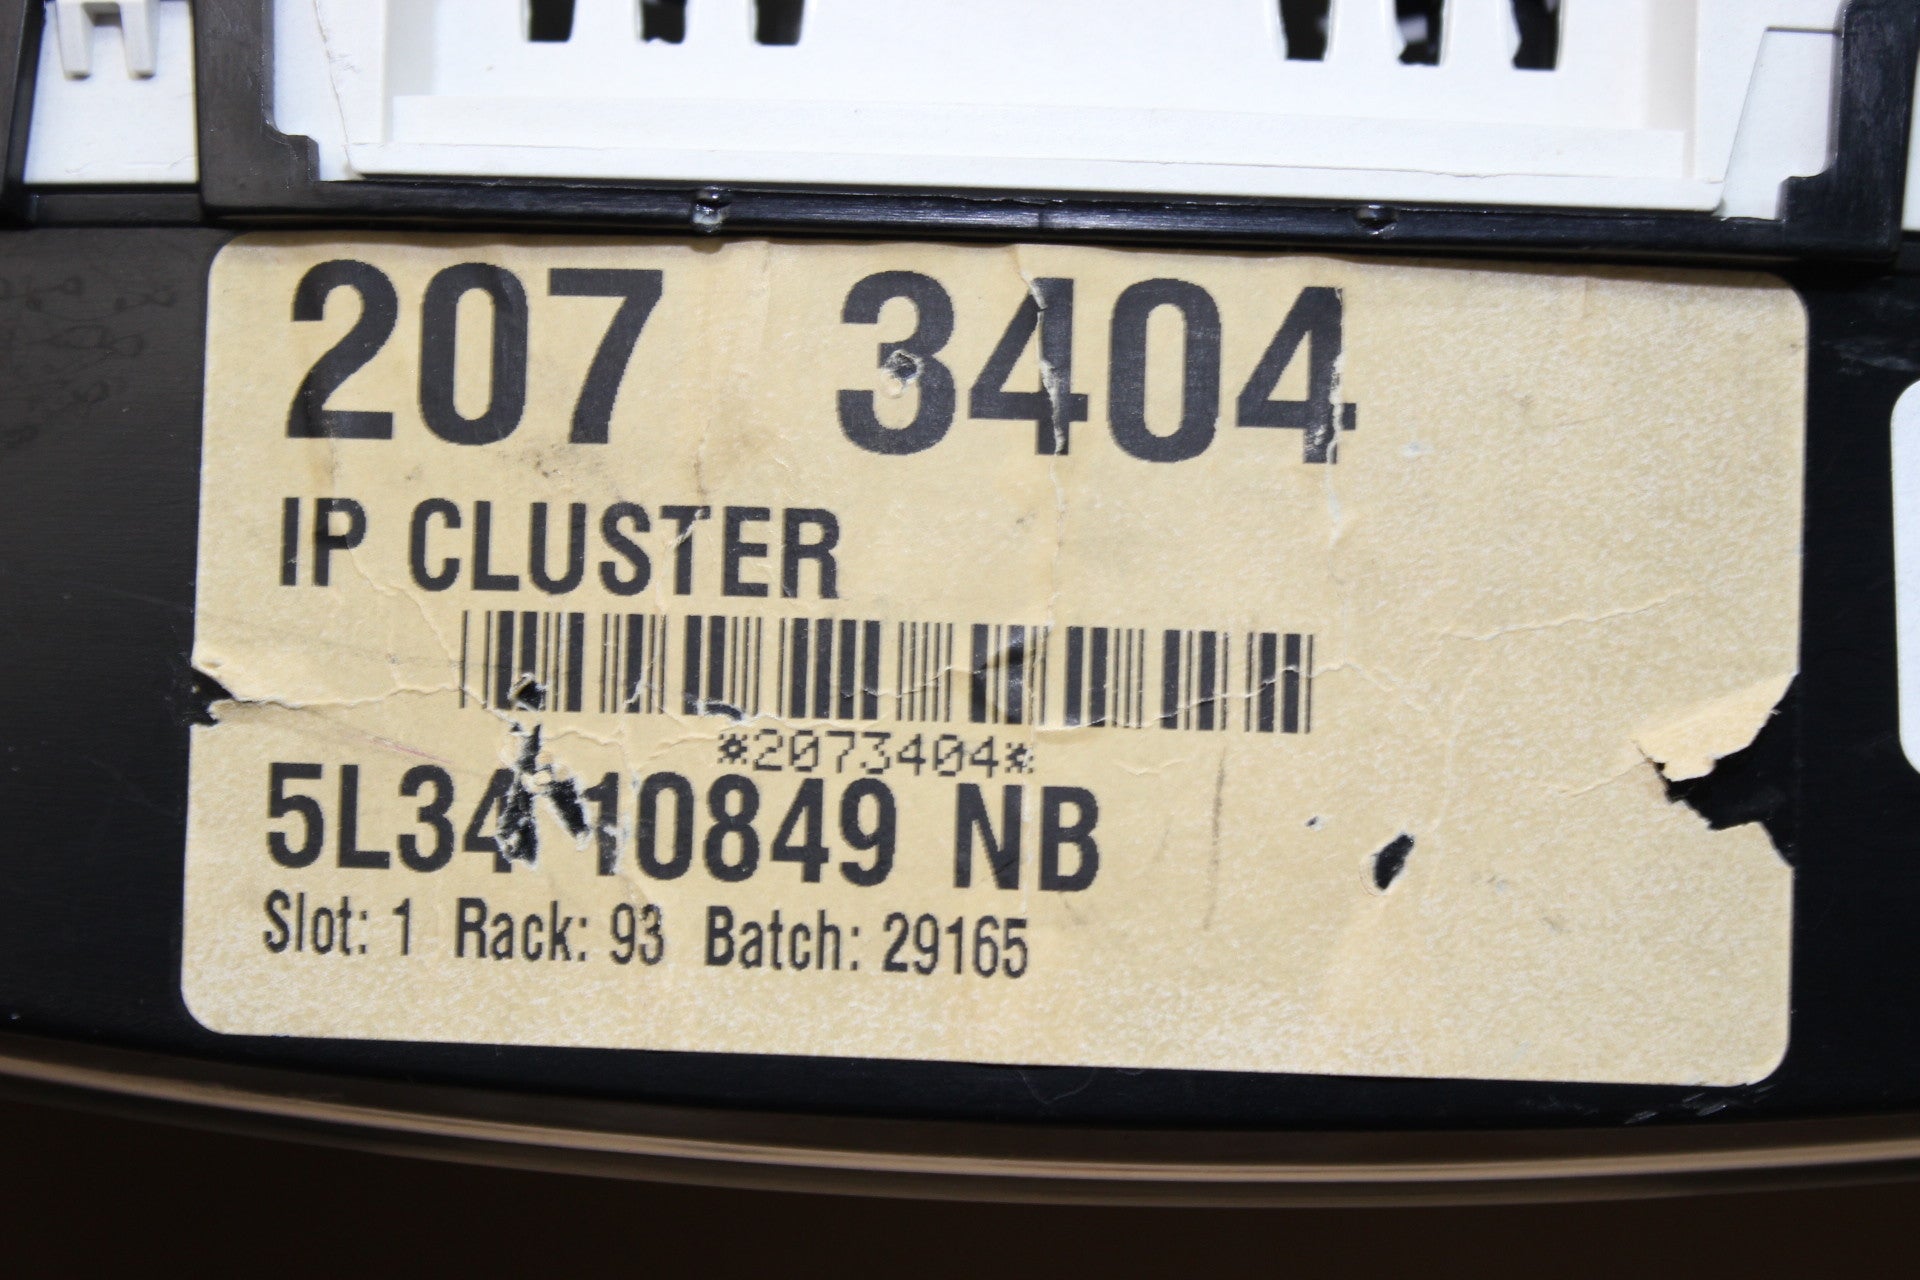 207 3404
IP CLUSTER
*2073404*
5L34 10849 NB
Slot: 1 Rack: 93 Batch: 29165